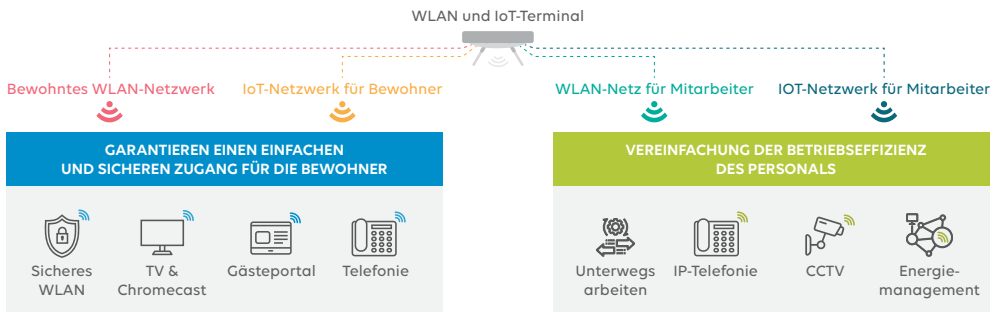 WLAN und IoT-Terminal
Bewohntes WLAN-Netzwerk
IoT-Netzwerk für Bewohner
WLAN-Netz für Mitarbeiter
IOT-Netzwerk für Mitarbeiter
GARANTIEREN EINEN EINFACHEN
UND SICHEREN ZUGANG FÜR DIE BEWOHNER
Sicheres
WLAN
TV &
Chromecast
Gästeportal
Telefonie
VEREINFACHUNG DER BETRIEBSEFFIZIENZ
DES PERSONALS
Unterwegs
arbeiten
IP-Telefonie
CCTV
Energie-
management